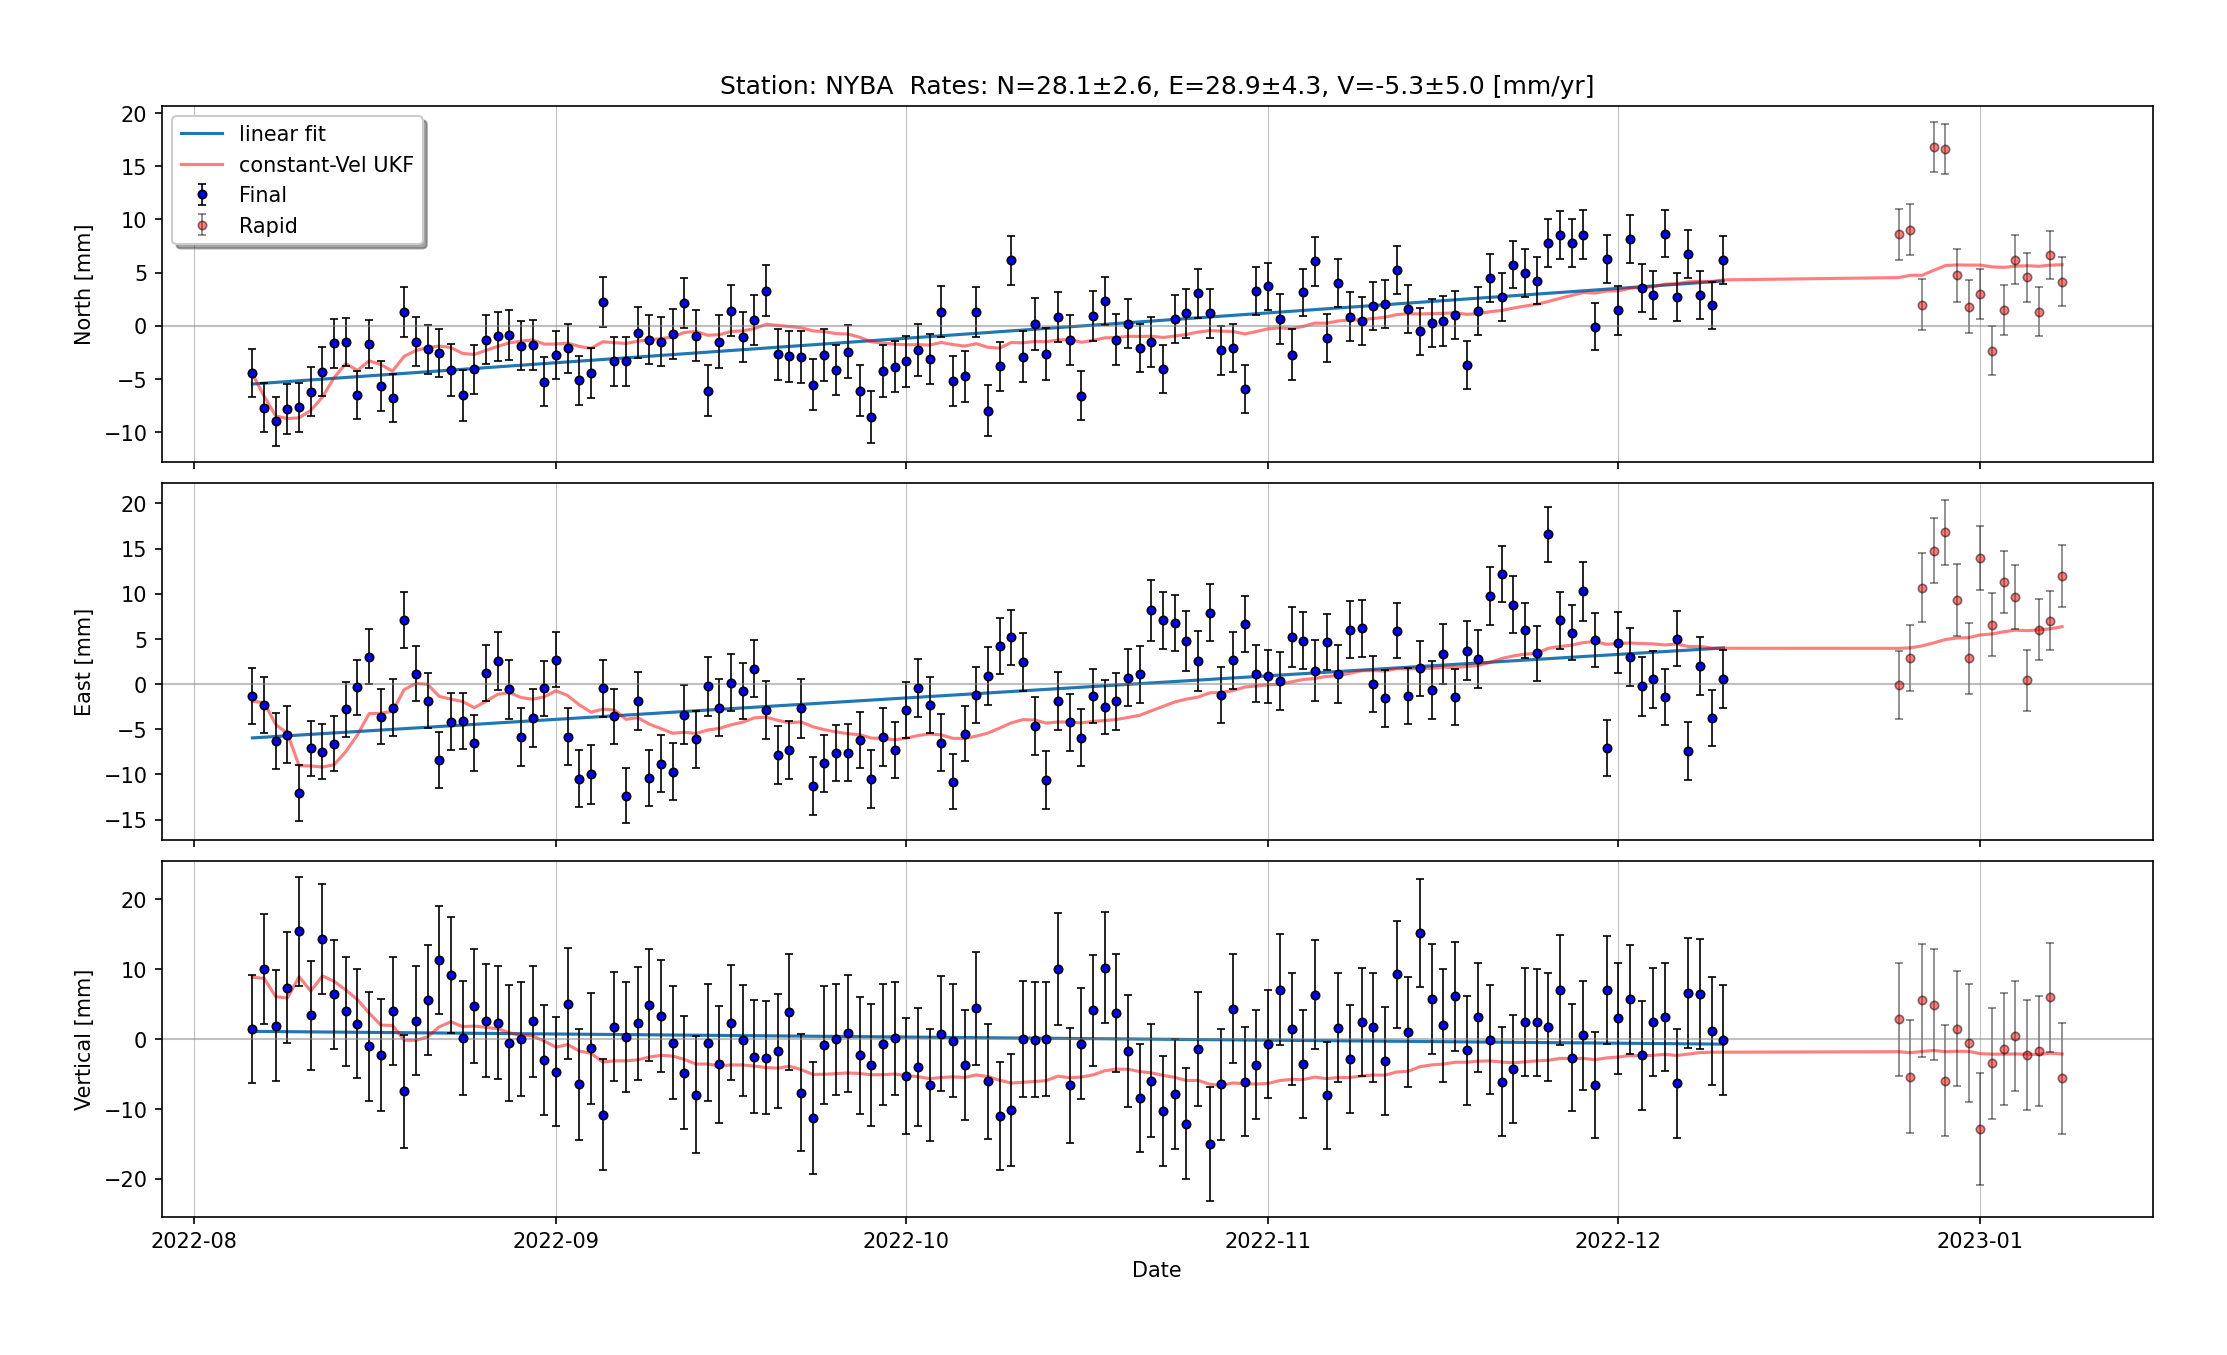 Station: NYBA  Rates: N=28.1±2.6, E=28.9±4.3, V=-5.3±5.0 [mm/yr]
linear fit
constant-Vel UKF
Final
Rapid
North [mm]
20
15
10
5
0
−5
−10
East [mm]
20
15
10
5
0
−5
−10
−15
Vertical [mm]
20
10
0
−10
−20
2022-08 2022-09 2022-10 2022-11 2022-12 2023-01
Date